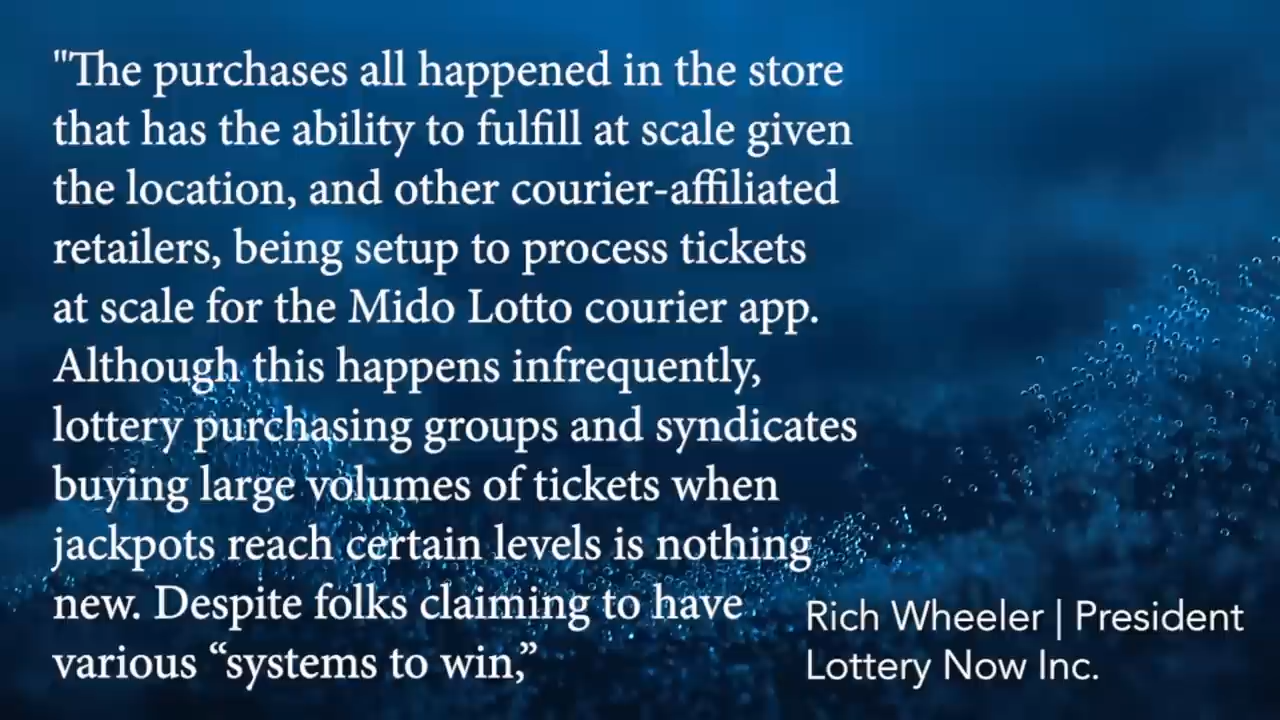 "The purchases all happened in the store
that has the ability to fulfill at scale given
the location, and other courier-affiliated
retailers, being setup to process tickets
at scale for the Mido Lotto courier app.
Although this happens infrequently,
lottery purchasing groups and syndicates
buying large volumes of tickets when
jackpots reach certain levels is nothing
new. Despite folks claiming to have
various “systems to win,”
Rich Wheeler | President
Lottery Now Inc.